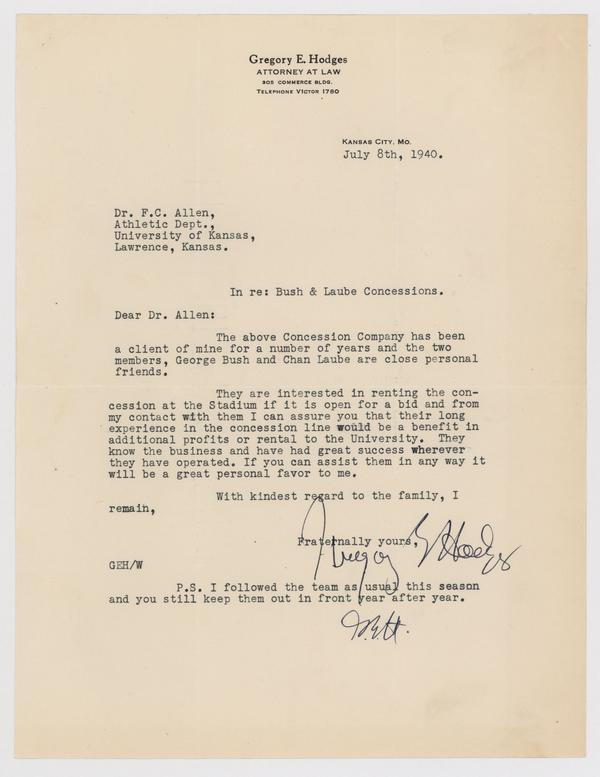 Gregory E. Hodges
ATTORNEY AT LAW
305 COMMERCE BLDG.
TELEPHONE VICTOR 1780
KANSAS CITY, MO.
July 8th, 1940.
Dr. F.C. Allen,
Athletic Dept.,
University of Kansas,
Lawrence, Kansas.
In re: Bush & Laube Concessions.
Dear Dr. Allen:
The above Concession Company has been
a client of mine for a number of years and the two
members, George Bush and Chan Laube are close personal
friends.
They are interested in renting the con-
cession at the Stadium if it is open for a bid and from
my contact with them I can assure you that their long
experience in the concession line would be a benefit in
additional profits or rental to the University. They
know the business and have had great success wherever
they have operated. If you can assist them in any way it
will be a great personal favor to me.
With kindest regard to the family, I
remain,
Fraternally yours,
Gregory E Hodges
GEH/W
P.S. I followed the team as usual this season
and you still keep them out in front year after year.
G.E.H.